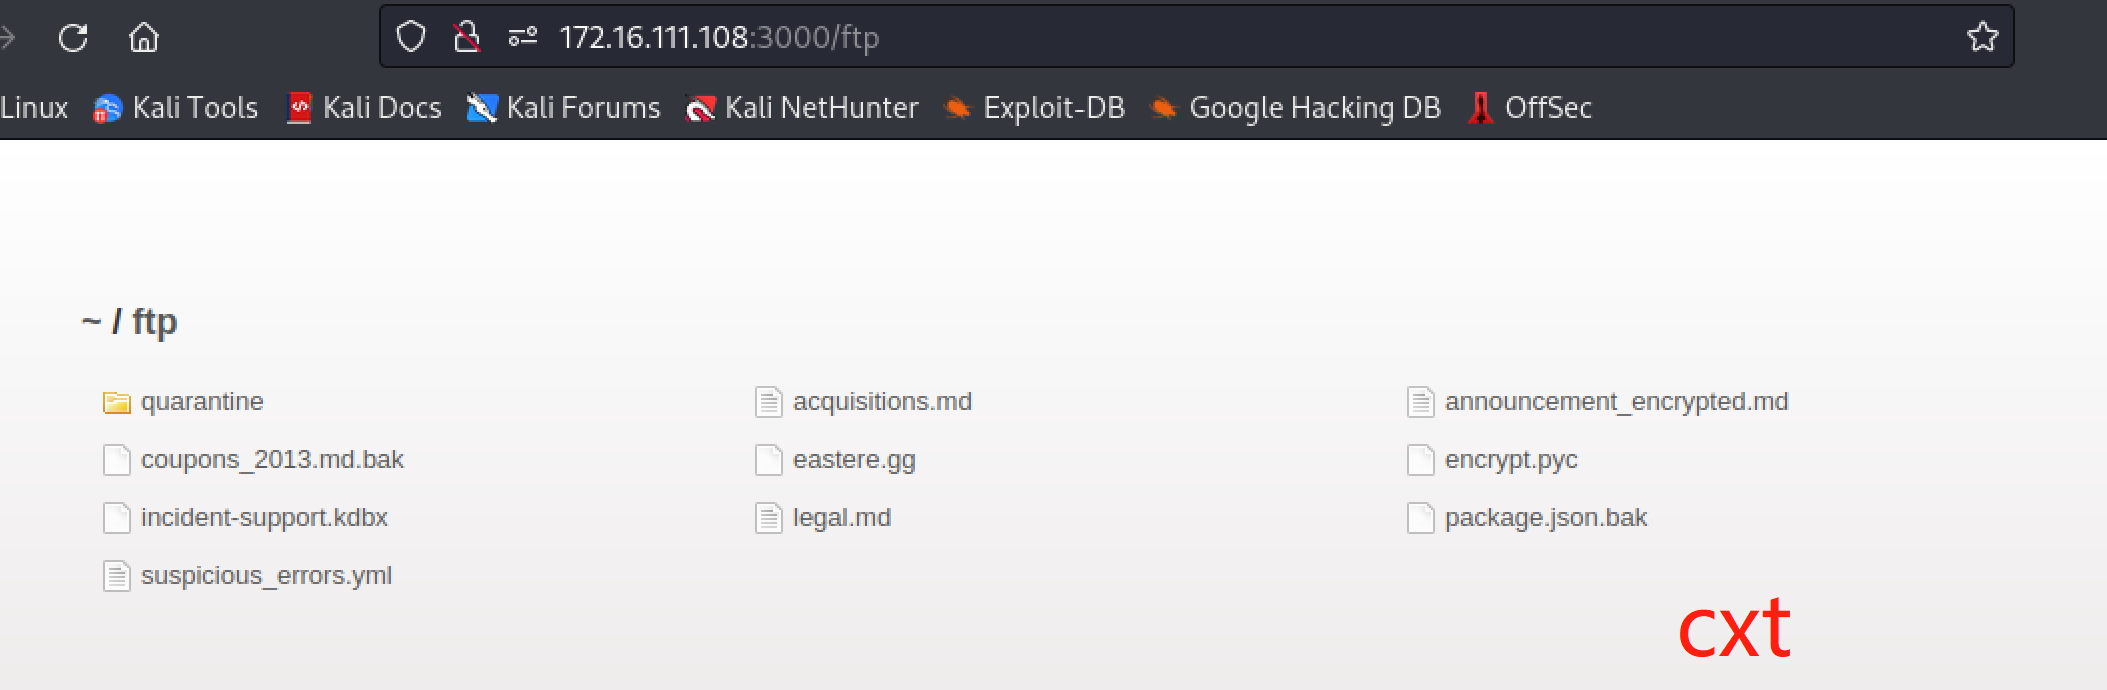 172.16.111.108:3000/ftp
Linux Kali Tools Kali Docs Kali Forums Kali NetHunter Exploit-DB Google Hacking DB OffSec
~ / ftp
quarantine acquisitions.md announcement_encrypted.md
coupons_2013.md.bak eastere.gg encrypt.pyc
incident-support.kdbx legal.md package.json.bak
suspicious_errors.yml
cxt